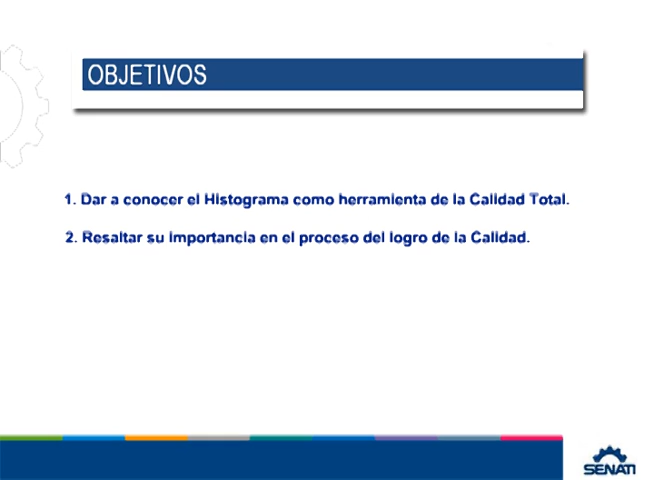 OBJETIVOS
1. Dar a conocer el Histograma como herramienta de la Calidad Total.
2. Resaltar su importancia en el proceso del logro de la Calidad.
SENATI